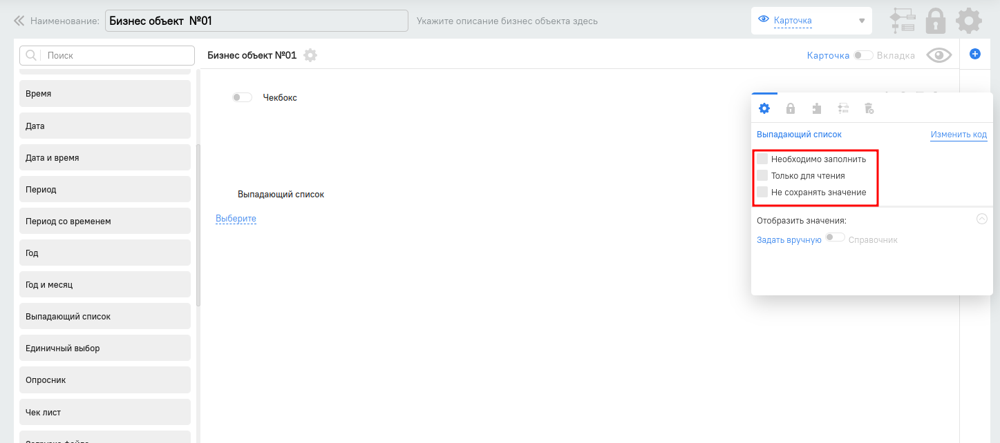 Наименование: Бизнес объект №01 Укажите описание бизнес объекта здесь Карточка
Поиск
Бизнес объект №01
Карточка Вкладка
Время
Дата
Дата и время
Период
Период со временем
Год
Год и месяц
Выпадающий список
Единичный выбор
Опросник
Чек лист
Чекбокс
Выпадающий список
Выберите
Выпадающий список Изменить код
Необходимо заполнить
Только для чтения
Не сохранять значение
Отобразить значения:
Задать вручную Справочник